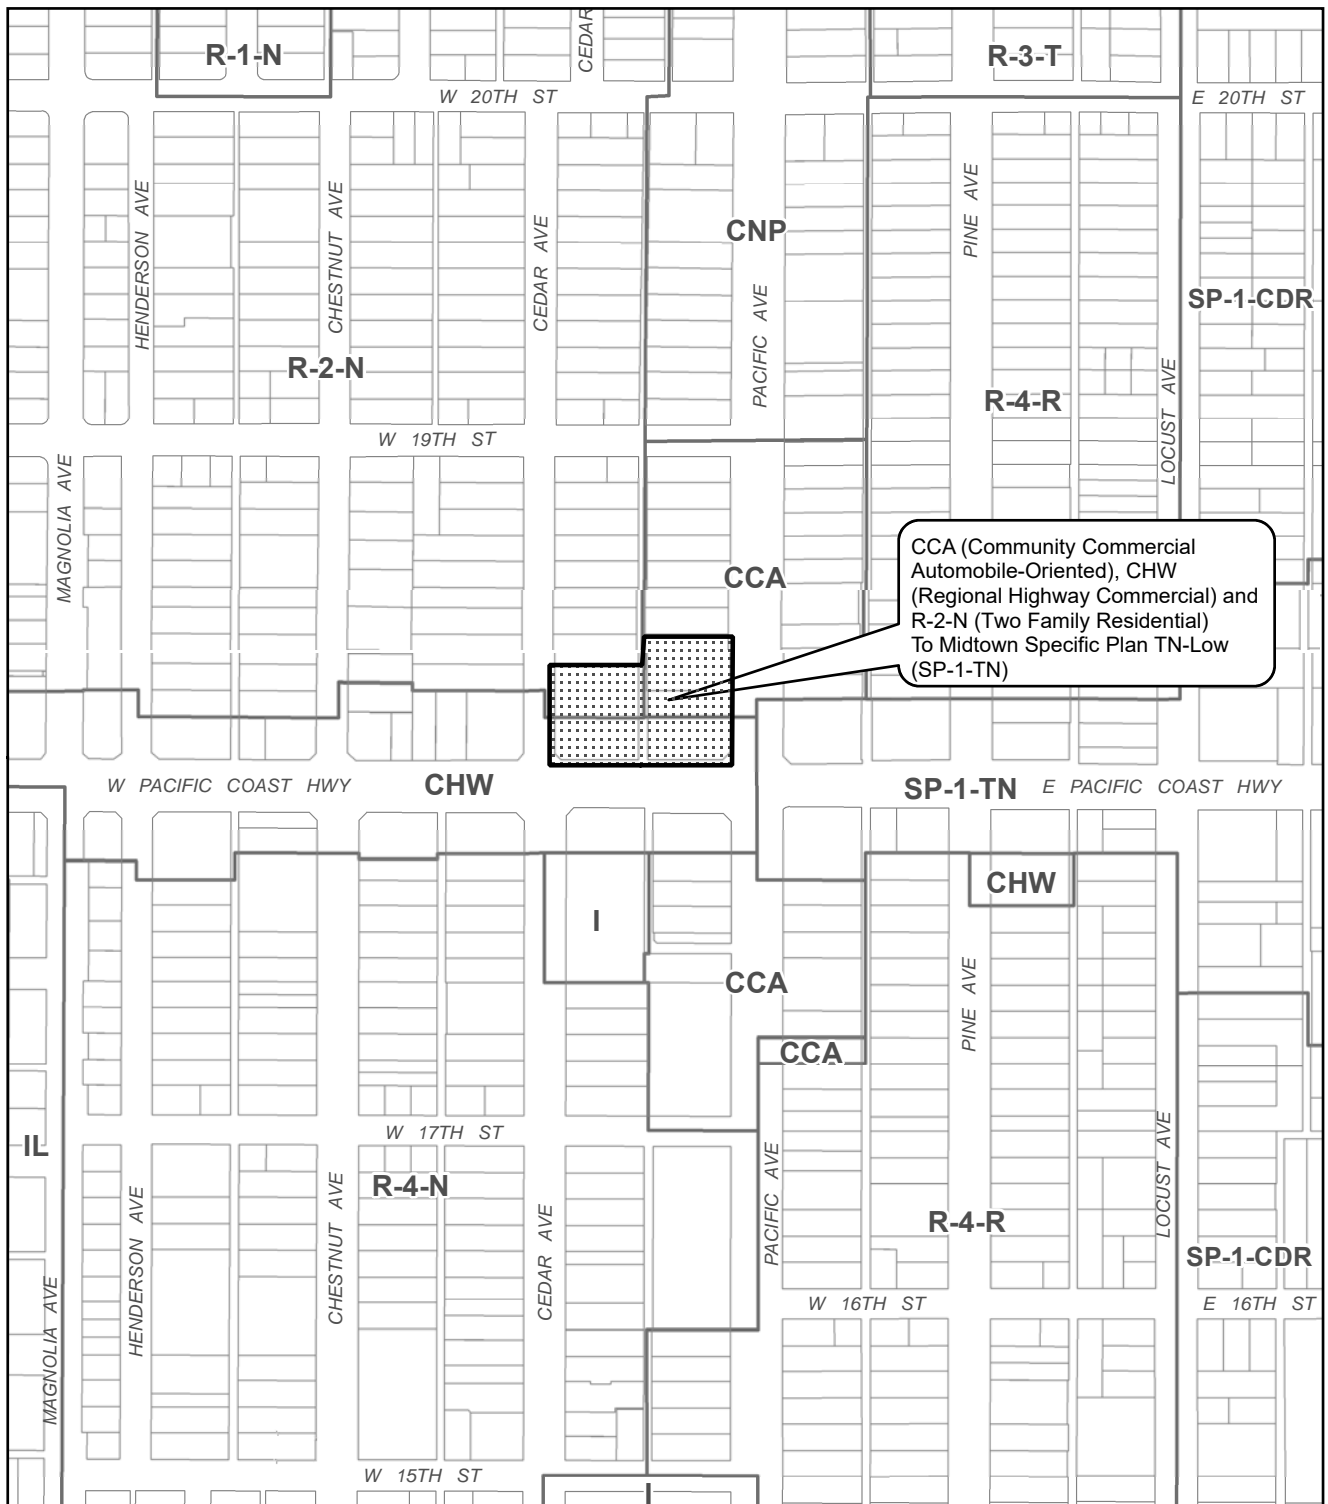 R-1-N
CEDAR
R-3-T
W 20TH ST
E 20TH ST
HENDERSON AVE
CHESTNUT AVE
CEDAR AVE
CNP
PINE AVE
PACIFIC AVE
SP-1-CDR
R-2-N
R-4-R
LOCUST AVE
W 19TH ST
MAGNOLIA AVE
CCA
CCA (Community Commercial
Automobile-Oriented), CHW
(Regional Highway Commercial) and
R-2-N (Two Family Residential)
To Midtown Specific Plan TN-Low
(SP-1-TN)
W PACIFIC COAST HWY
CHW
SP-1-TN
E PACIFIC COAST HWY
CHW
I
CCA
PINE AVE
CCA
W 17TH ST
IL
R-4-N
HENDERSON AVE
CHESTNUT AVE
CEDAR AVE
PACIFIC AVE
LOCUST AVE
R-4-R
SP-1-CDR
MAGNOLIA AVE
W 16TH ST
E 16TH ST
W 15TH ST
I